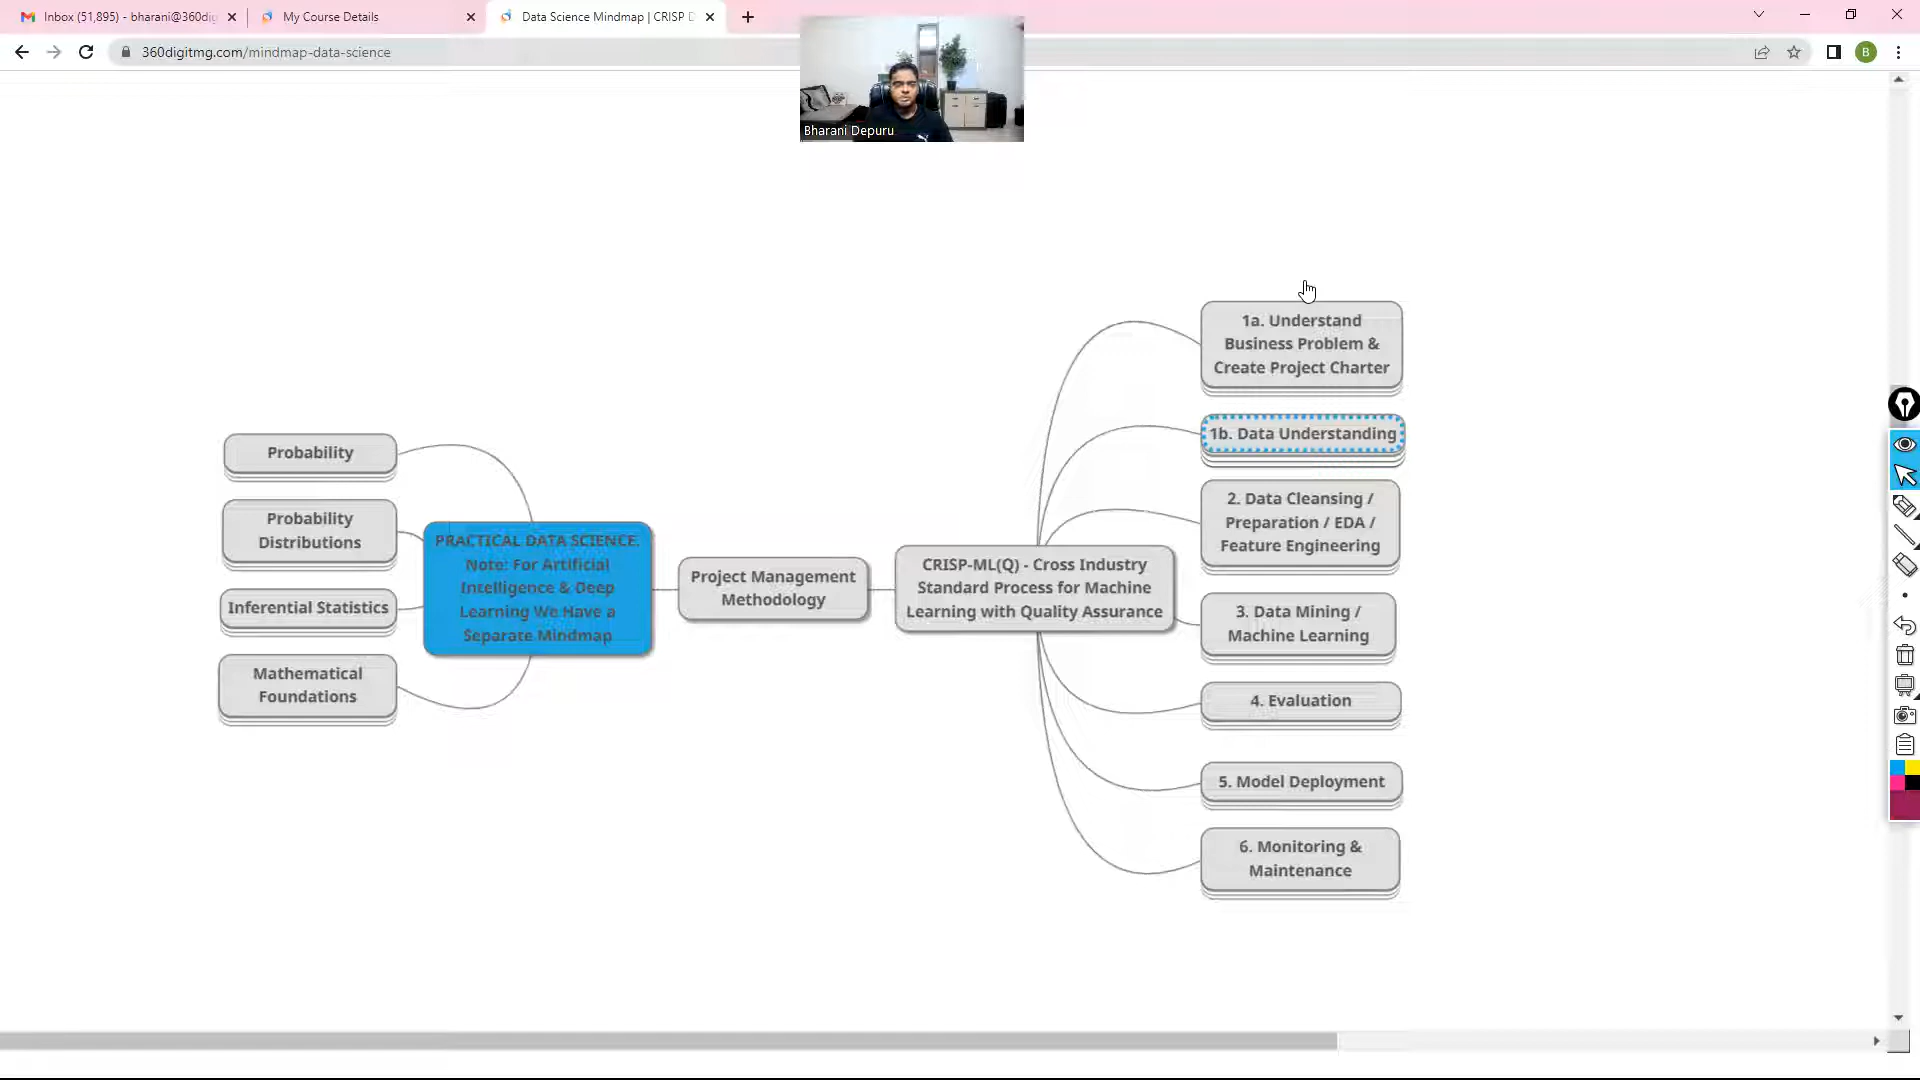 Inbox (51,895) - bharani@360dig
My Course Details
Data Science Mindmap | CRISP D
360digitmg.com/mindmap-data-science
B
Bharani Depuru
1a. Understand
Business Problem &
Create Project Charter
1b. Data Understanding
2. Data Cleansing /
Preparation / EDA /
Feature Engineering
3. Data Mining /
Machine Learning
4. Evaluation
5. Model Deployment
6. Monitoring &
Maintenance
CRISP-ML(Q) - Cross Industry
Standard Process for Machine
Learning with Quality Assurance
Project Management
Methodology
PRACTICAL DATA SCIENCE.
Note: For Artificial
Intelligence & Deep
Learning We Have a
Separate Mindmap
Probability
Probability
Distributions
Inferential Statistics
Mathematical
Foundations